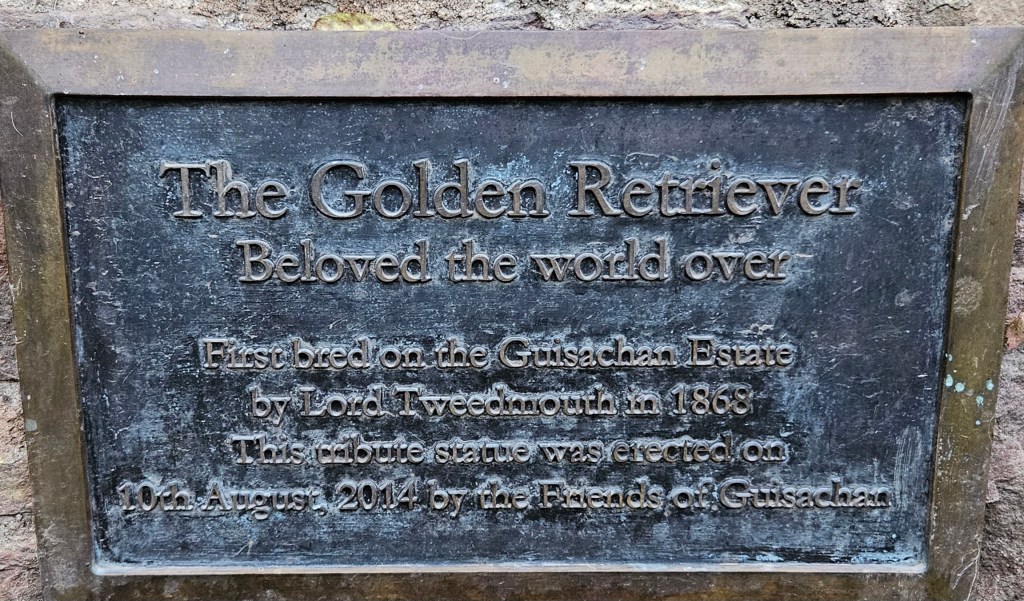 The Golden Retriever
Beloved the world over
First bred on the Guisachan Estate
by Lord Tweedmouth in 1868
This tribute statue was erected on
10th August, 2014 by the Friends of Guisachan